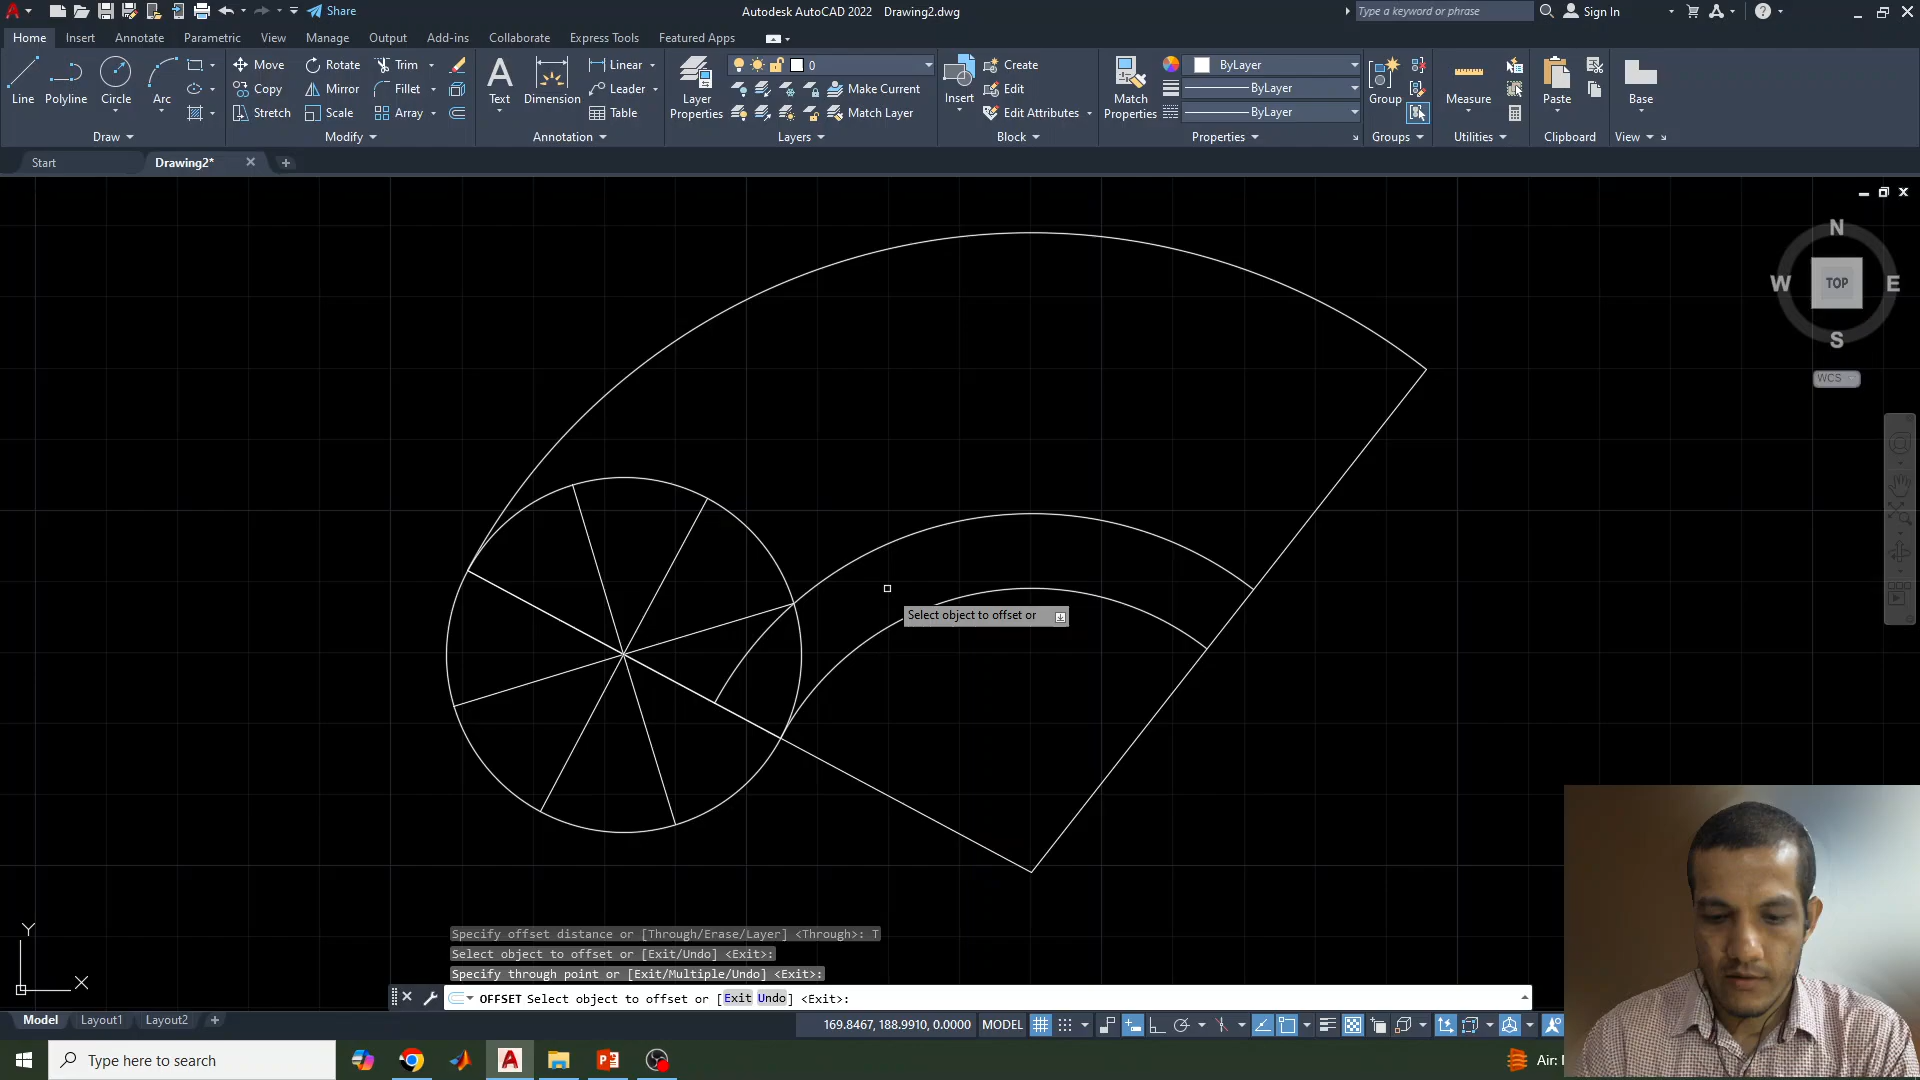 Share
Autodesk AutoCAD 2022 Drawing2.dwg
Type a keyword or phrase
Sign In
Home Insert Annotate Parametric View Manage Output Add-ins Collaborate Express Tools Featured Apps
Line Polyline Circle Arc
Move Rotate Trim
Copy Mirror Fillet
Stretch Scale Array
Text Dimension
Linear
Leader
Table
Layer Properties
0
Make Current
Match Layer
Insert
Create
Edit
Edit Attributes
Match Properties
ByLayer
ByLayer
ByLayer
Group
Measure
Paste
Base
Draw Modify Annotation Layers Block Properties Groups Utilities Clipboard View
Start Drawing2*
N
W TOP E
S
WCS
Select object to offset or
Y
X
Specify offset distance or [Through/Erase/Layer] <Through>: T
Select object to offset or [Exit/Undo] <Exit>:
Specify through point or [Exit/Multiple/Undo] <Exit>:
OFFSET Select object to offset or [Exit Undo] <Exit>:
Model Layout1 Layout2
169.8467, 188.9910, 0.0000 MODEL
Type here to search
Air: